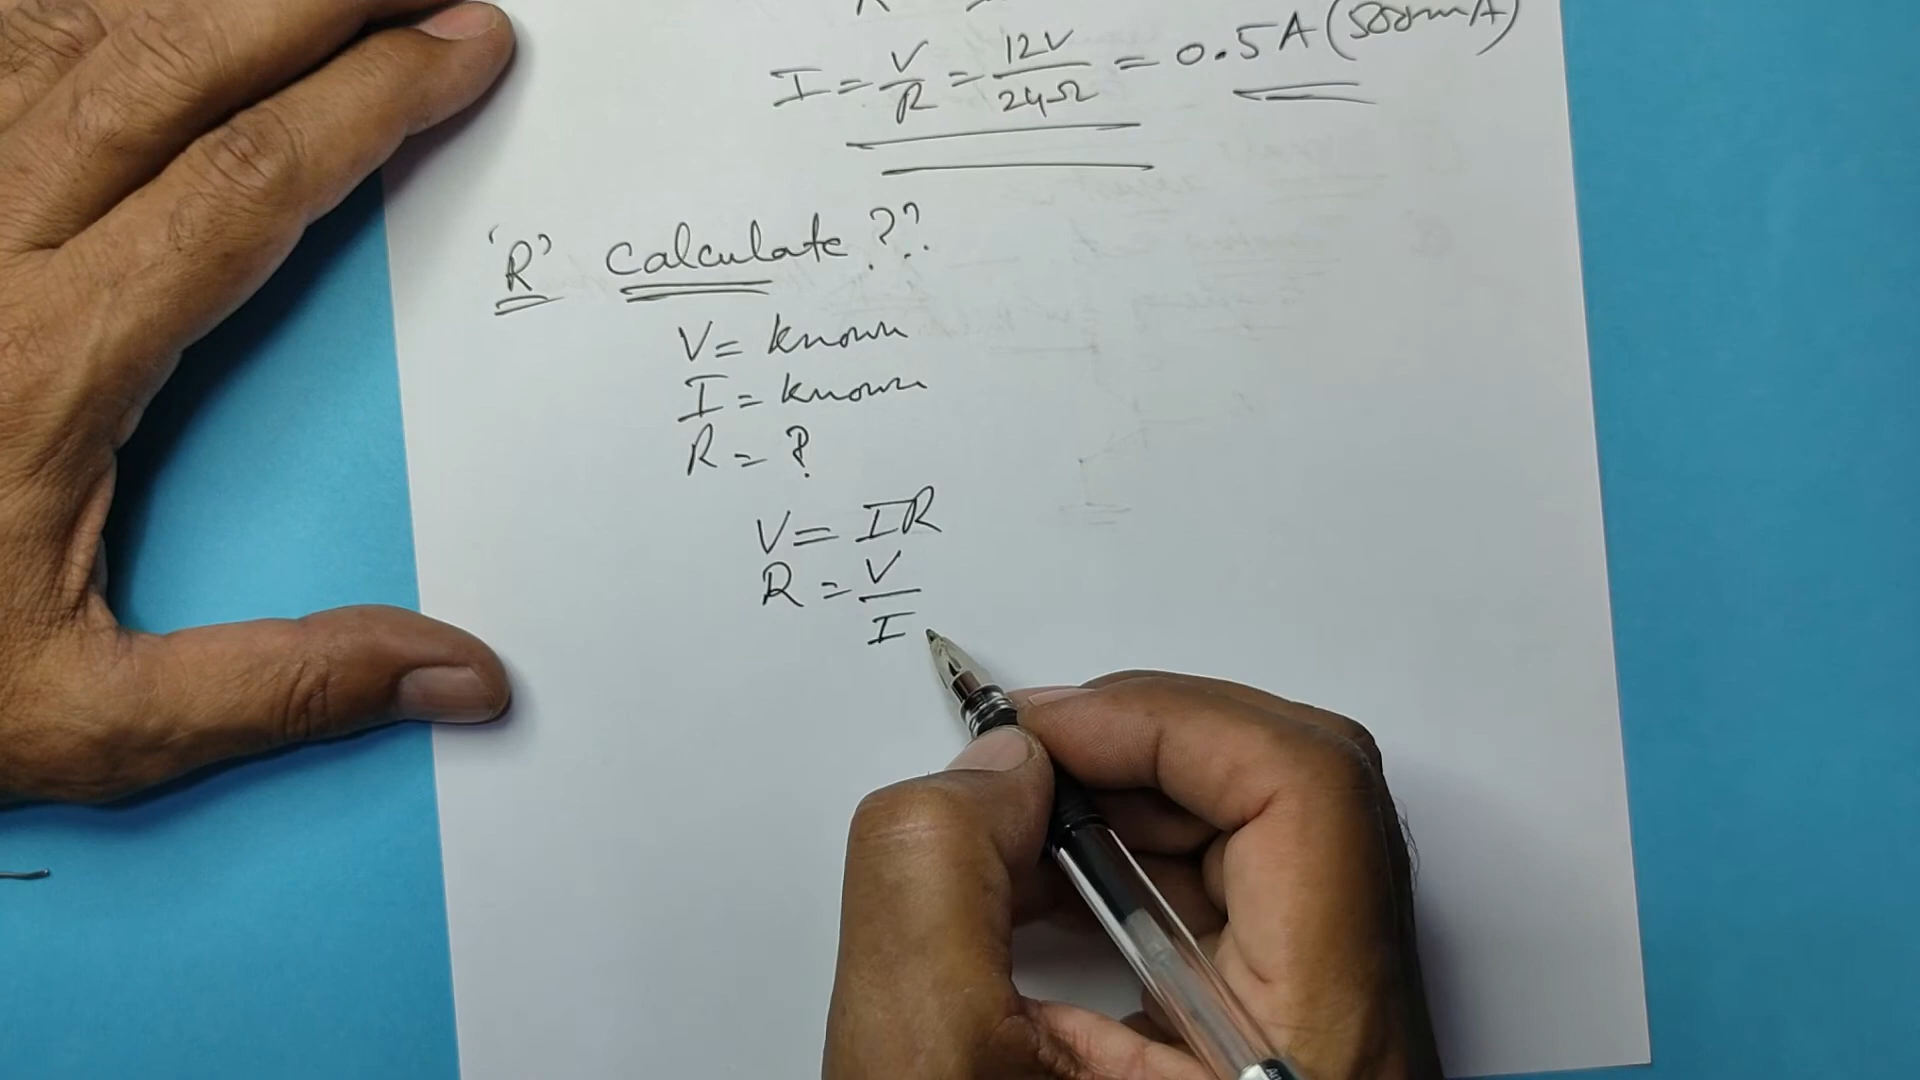 I = V/R = 12V/24Ω = 0.5A (500mA)
'R' Calculate ??
V = known
I = known
R = ?
V = IR
R = V/I